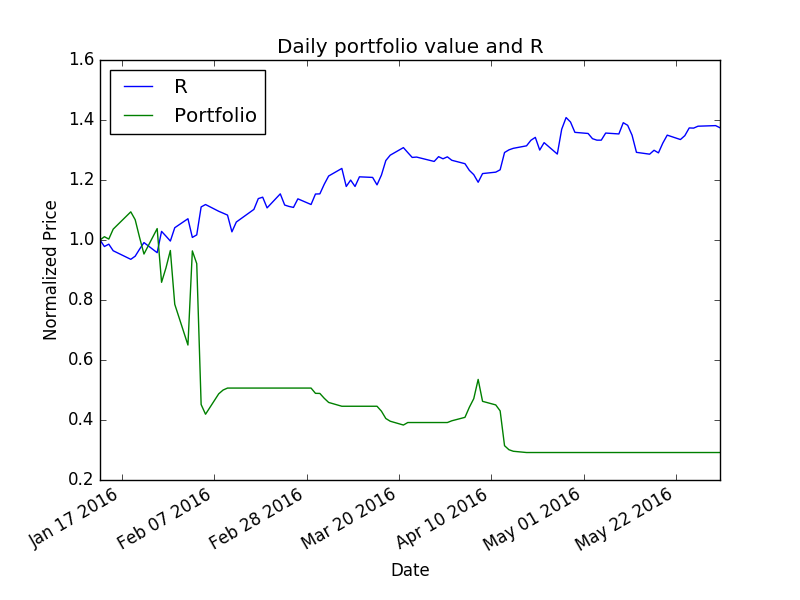 Daily portfolio value and R
R
Portfolio
1.6
1.4
1.2
1.0
0.8
0.6
0.4
0.2
Normalized Price
Jan 17 2016
Feb 07 2016
Feb 28 2016
Mar 20 2016
Apr 10 2016
May 01 2016
May 22 2016
Date